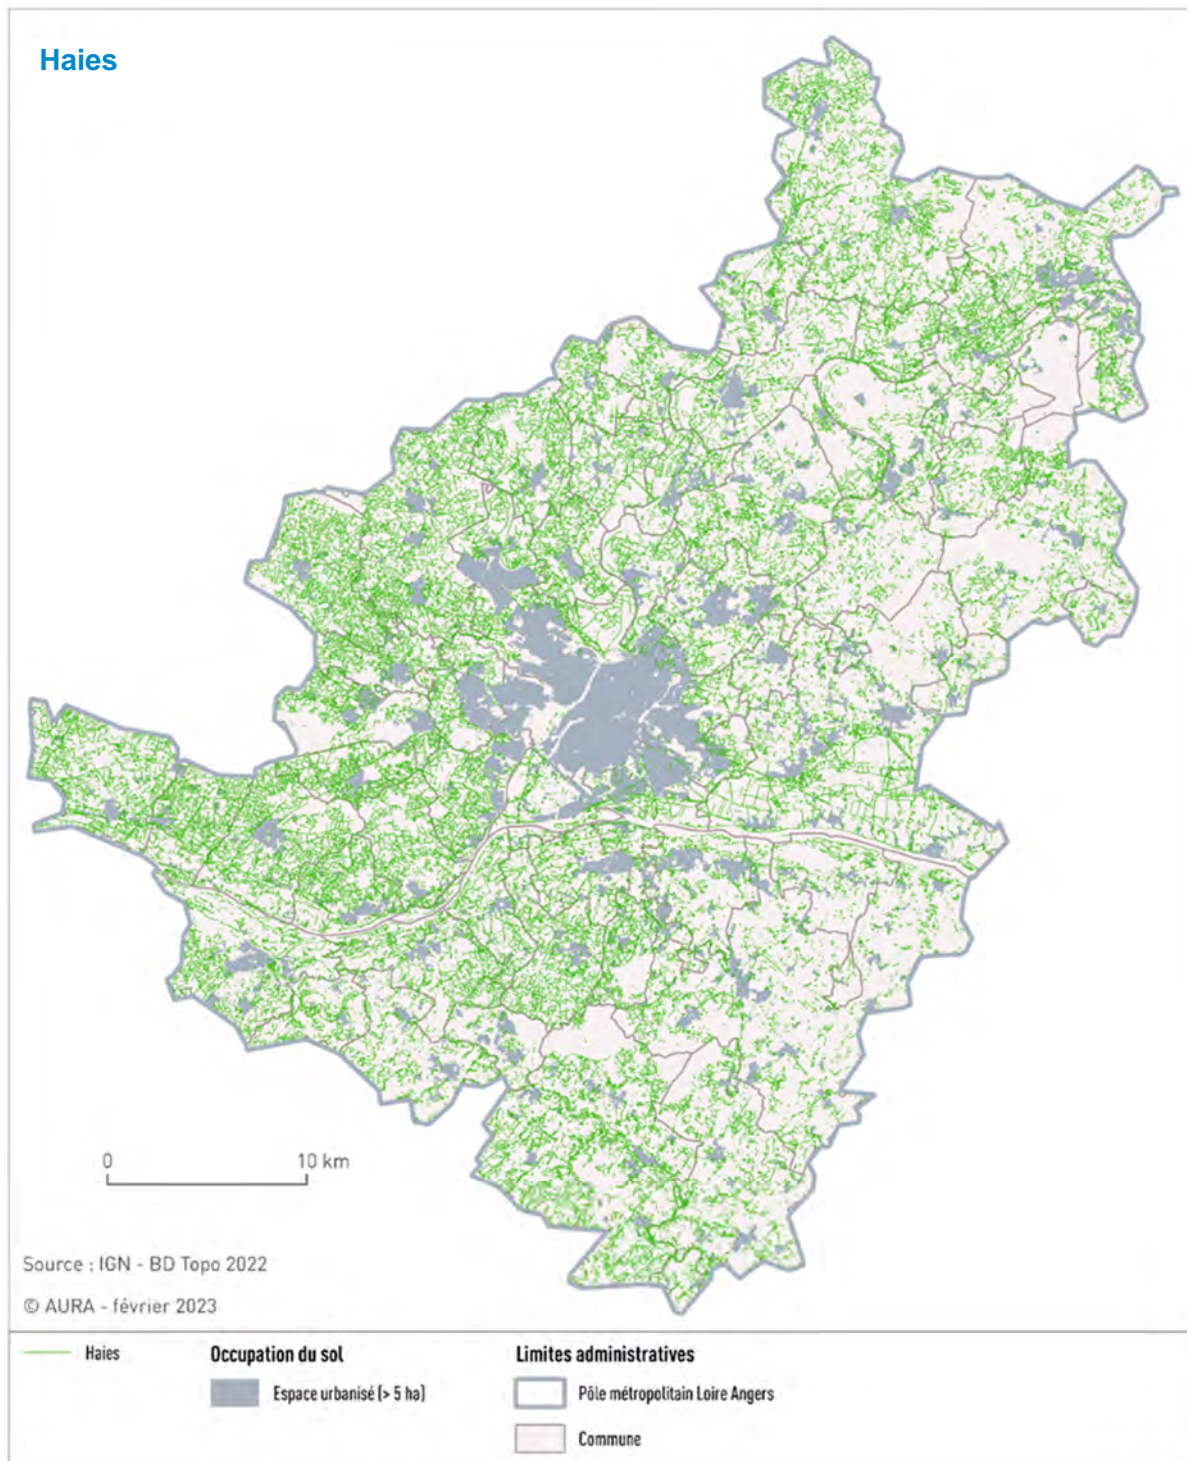 Haies
0 10 km
Source : IGN - BD Topo 2022
© AURA - février 2023
Haies
Occupation du sol
Espace urbanisé (> 5 ha)
Limites administratives
Pôle métropolitain Loire Angers
Commune